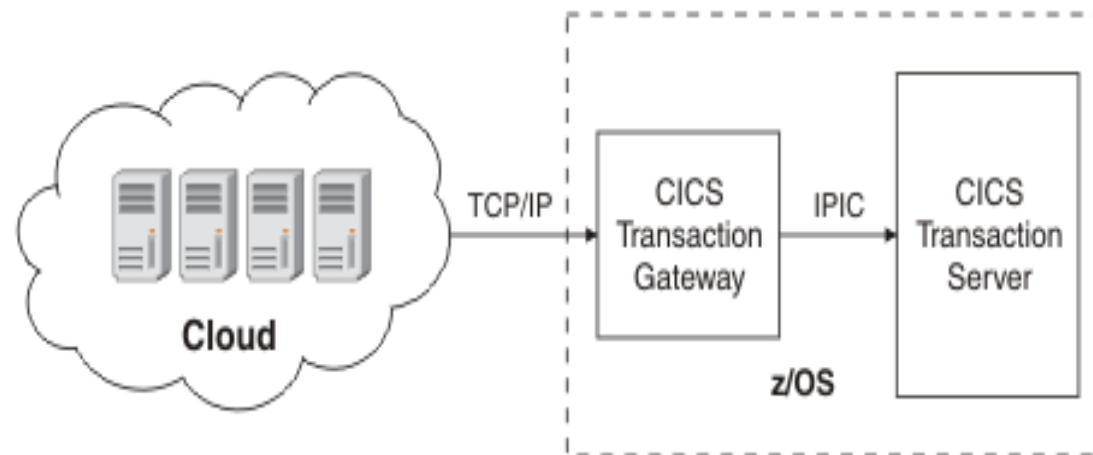 Cloud
TCP/IP
CICS
Transaction
Gateway
IPIC
CICS
Transaction
Server
z/OS